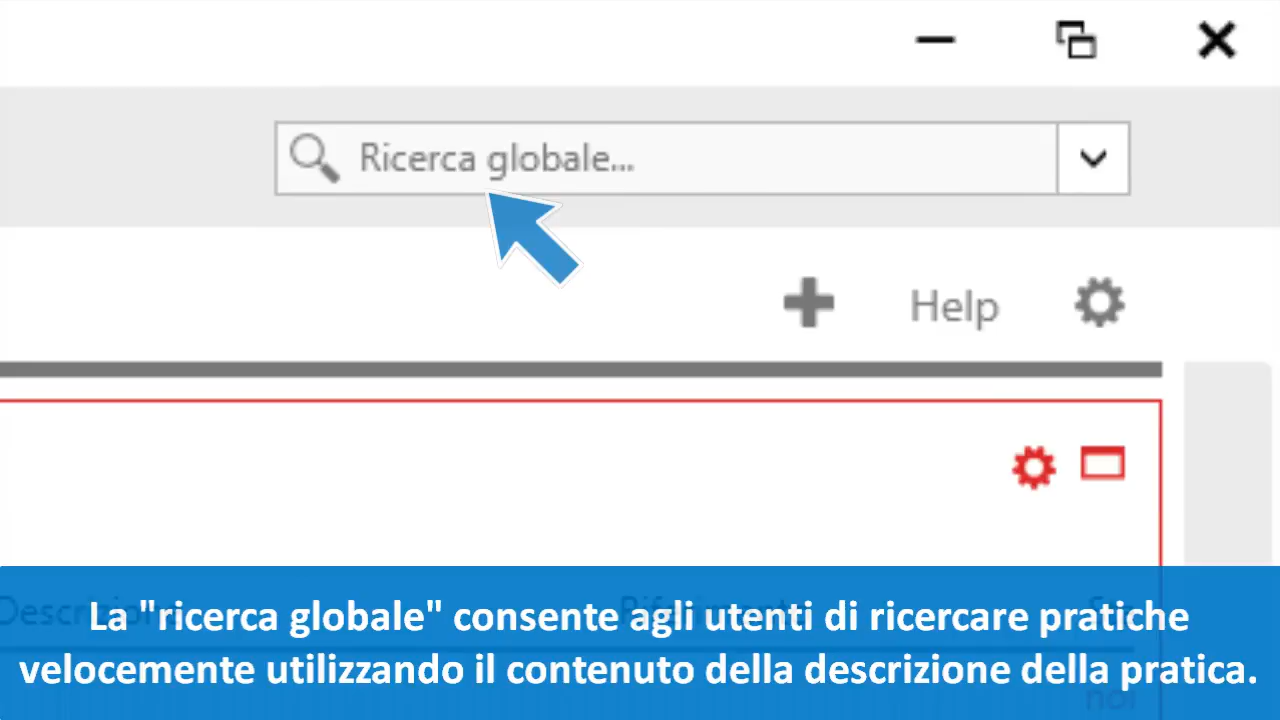 Ricerca globale...
Help
La "ricerca globale" consente agli utenti di ricercare pratiche
velocemente utilizzando il contenuto della descrizione della pratica.